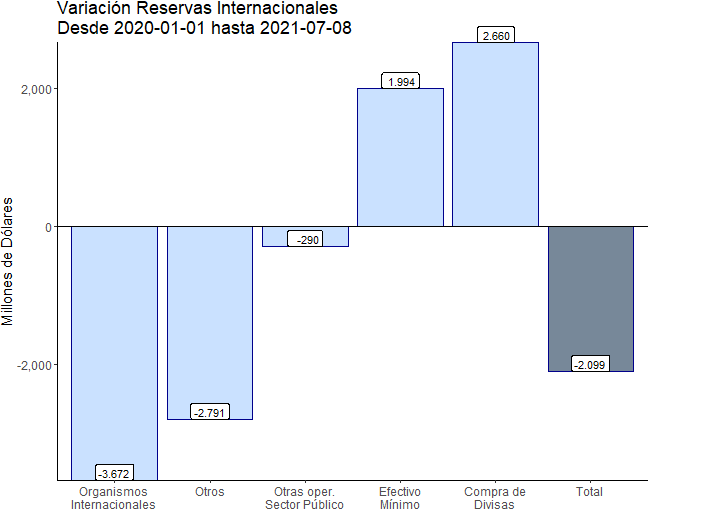 Variación Reservas Internacionales
Desde 2020-01-01 hasta 2021-07-08
Millones de Dólares
2,000
0
-2,000
-3.672
-2.791
-290
1.994
2.660
-2.099
Organismos
Internacionales
Otros
Otras oper.
Sector Público
Efectivo
Mínimo
Compra de
Divisas
Total